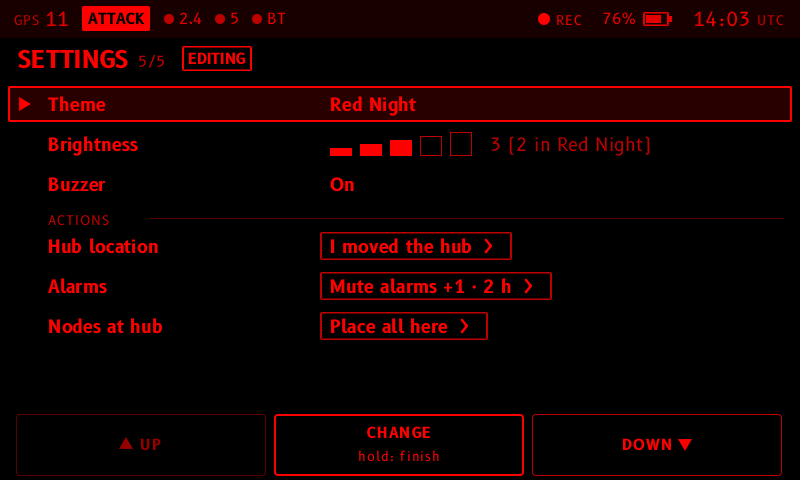 GPS 11 ATTACK 2.4 5 BT REC 76% 14:03 UTC
SETTINGS 5/5 EDITING
Theme Red Night
Brightness 3 (2 in Red Night)
Buzzer On
ACTIONS
Hub location I moved the hub >
Alarms Mute alarms +1 · 2 h >
Nodes at hub Place all here >
▲ UP CHANGE DOWN ▼
hold: finish